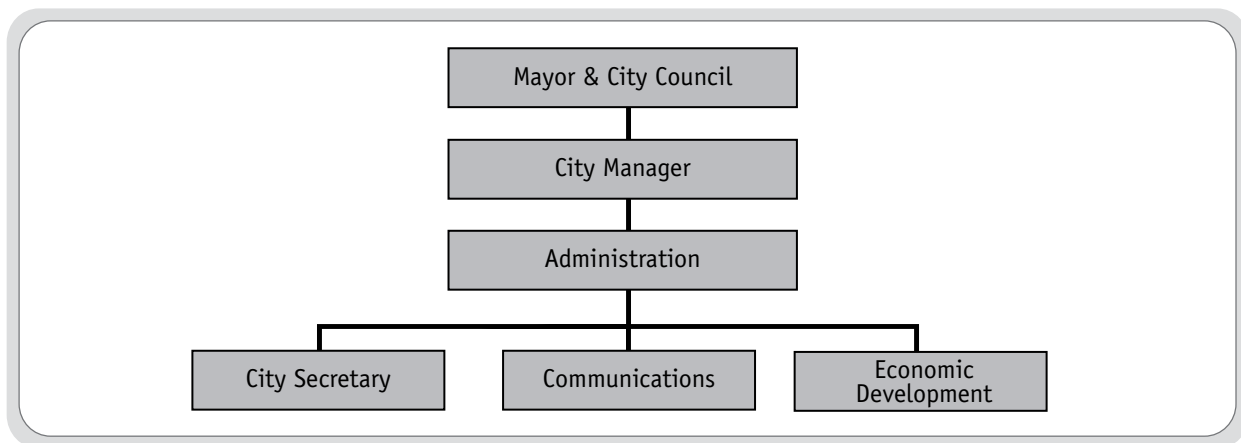 Mayor & City Council
City Manager
Administration
City Secretary
Communications
Economic
Development